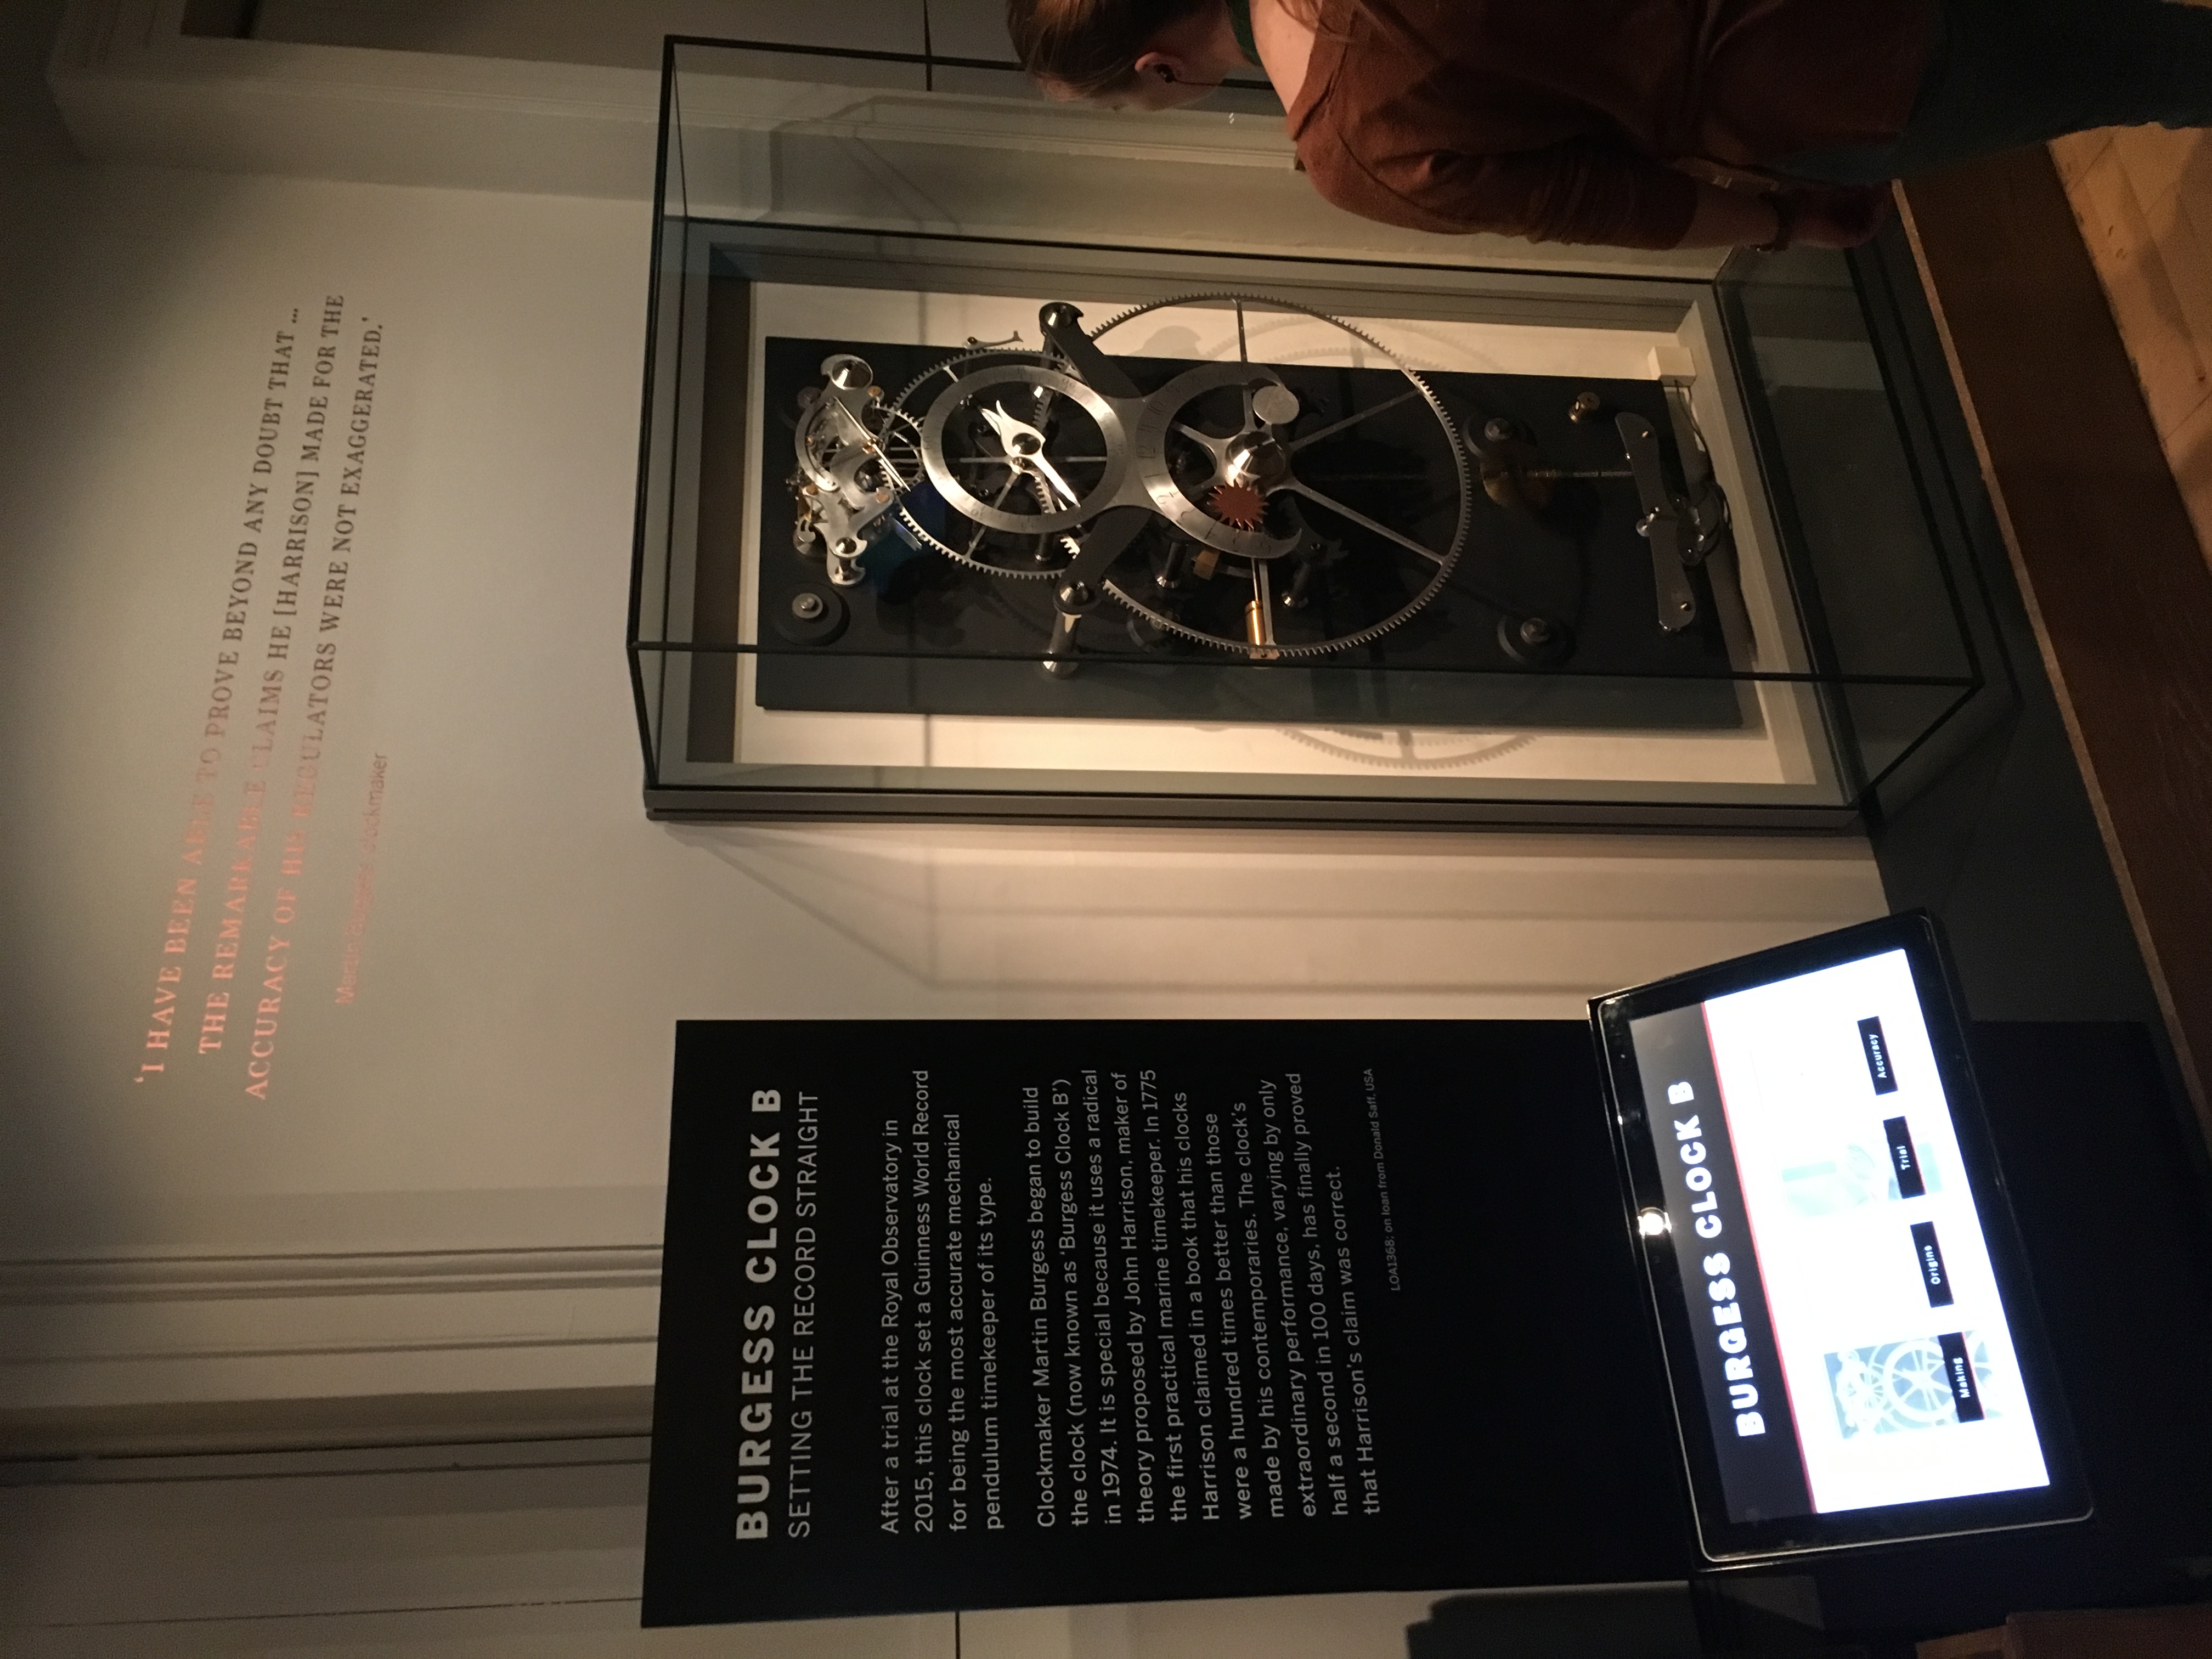 ‘I HAVE BEEN ABLE TO PROVE BEYOND ANY DOUBT THAT ...
THE REMARKABLE CLAIMS HE [HARRISON] MADE FOR THE
ACCURACY OF HIS REGULATORS WERE NOT EXAGGERATED.’
Martin Burgess, clockmaker
BURGESS CLOCK B
SETTING THE RECORD STRAIGHT
After a trial at the Royal Observatory in
2015, this clock set a Guinness World Record
for being the most accurate mechanical
pendulum timekeeper of its type.
Clockmaker Martin Burgess began to build
the clock (now known as ‘Burgess Clock B’)
in 1974. It is special because it uses a radical
theory proposed by John Harrison, maker of
the first practical marine timekeeper. In 1775
Harrison claimed in a book that his clocks
were a hundred times better than those
made by his contemporaries. The clock’s
extraordinary performance, varying by only
half a second in 100 days, has finally proved
that Harrison’s claim was correct.
LOA1368; on loan from Donald Saff, USA
BURGESS CLOCK B
Making
Origins
Trial
Accuracy